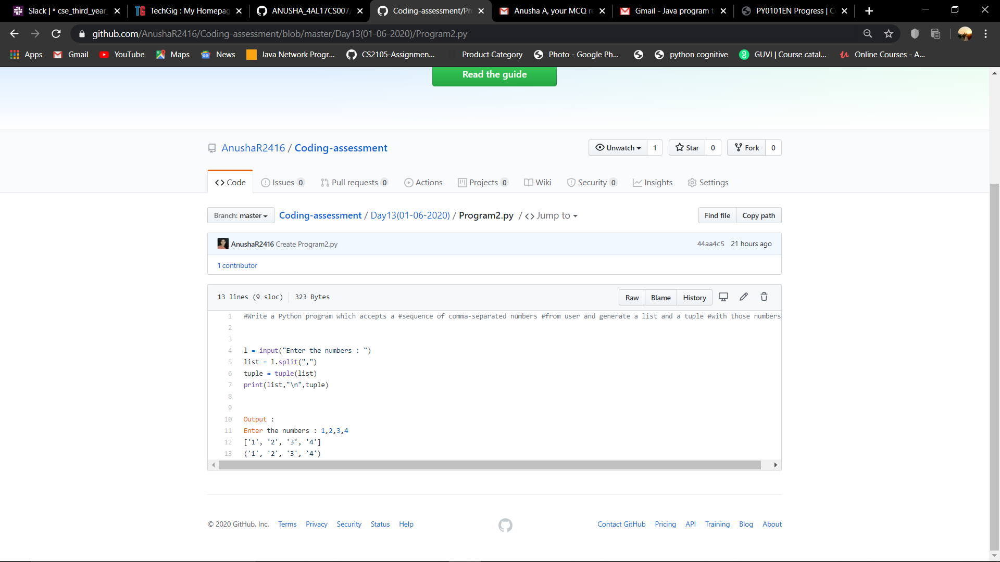 Slack | * cse_third_year_
TechGig : My Homepag
ANUSHA_4AL17CS007/
Coding-assessment/Pro
Anusha A, your MCQ re
Gmail - Java program t
PY0101EN Progress | C
github.com/AnushaR2416/Coding-assessment/blob/master/Day13(01-06-2020)/Program2.py
Apps Gmail YouTube Maps News Java Network Progr... CS2105-Assignmen... Product Category Photo - Google Ph... python cognitive GUVI | Course catal... Online Courses - A...
Read the guide
AnushaR2416 / Coding-assessment
Unwatch 1 Star 0 Fork 0
Code Issues 0 Pull requests 0 Actions Projects 0 Wiki Security 0 Insights Settings
Branch: master Coding-assessment / Day13(01-06-2020) / Program2.py / Jump to Find file Copy path
AnushaR2416 Create Program2.py 44aa4c5 21 hours ago
1 contributor
13 lines (9 sloc) 323 Bytes Raw Blame History
1 #Write a Python program which accepts a #sequence of comma-separated numbers #from user and generate a list and a tuple #with those numbers
2
3
4 l = input("Enter the numbers : ")
5 list = l.split(",")
6 tuple = tuple(list)
7 print(list,"\n",tuple)
8
9
10 Output :
11 Enter the numbers : 1,2,3,4
12 ['1', '2', '3', '4']
13 ('1', '2', '3', '4')
© 2020 GitHub, Inc. Terms Privacy Security Status Help Contact GitHub Pricing API Training Blog About